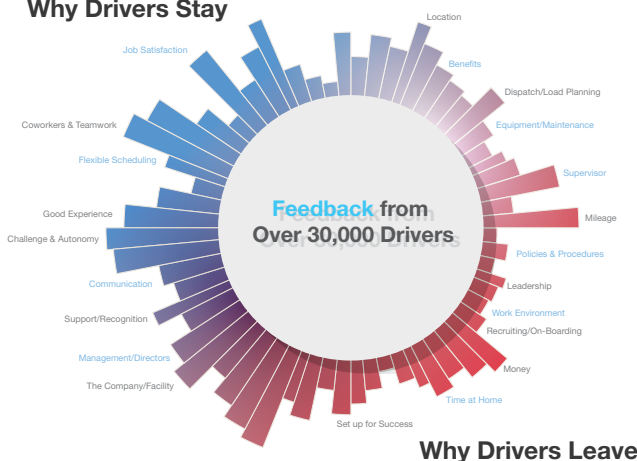 Why Drivers Stay
Location
Job Satisfaction
Benefits
Dispatch/Load Planning
Coworkers & Teamwork
Equipment/Maintenance
Flexible Scheduling
Supervisor
Good Experience
Mileage
Feedback from
Over 30,000 Drivers
Challenge & Autonomy
Policies & Procedures
Communication
Leadership
Work Environment
Support/Recognition
Recruiting/On-Boarding
Management/Directors
Money
The Company/Facility
Time at Home
Set up for Success
Why Drivers Leave